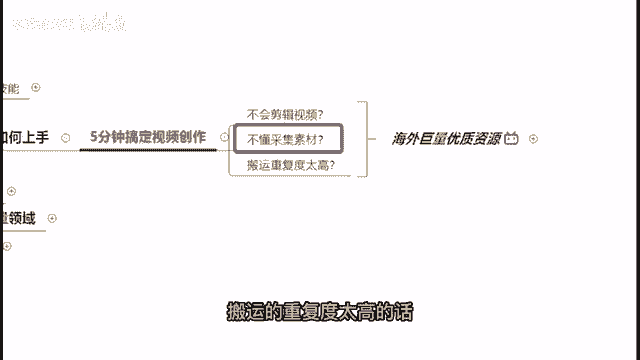 技能
不会剪辑视频?
如何上手
5分钟搞定视频创作
不懂采集素材?
海外巨量优质资源
搬运重复度太高?
领域
搬运的重复度太高的话